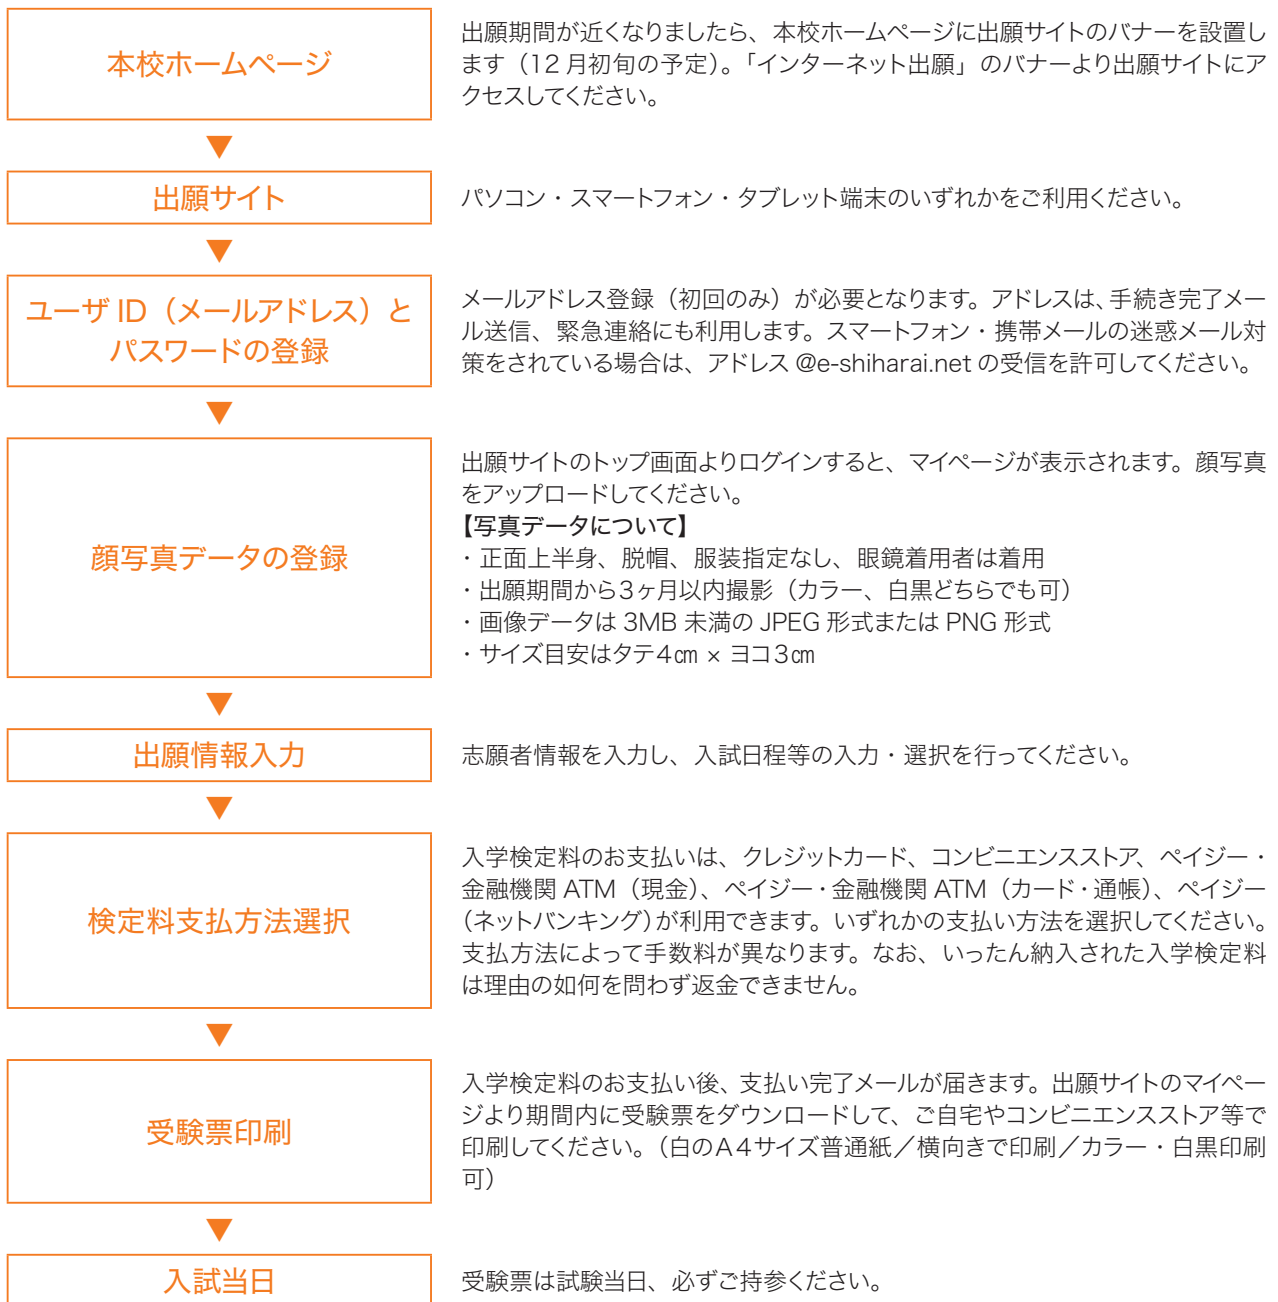 本校ホームページ
出願期間が近くなりましたら、本校ホームページに出願サイトのバナーを設置し
ます（12 月初旬の予定）。「インターネット出願」のバナーより出願サイトにア
クセスしてください。
▼
出願サイト
パソコン・スマートフォン・タブレット端末のいずれかをご利用ください。
▼
ユーザ ID（メールアドレス）と
パスワードの登録
メールアドレス登録（初回のみ）が必要となります。アドレスは、手続き完了メー
ル送信、緊急連絡にも利用します。スマートフォン・携帯メールの迷惑メール対
策をされている場合は、アドレス @e-shiharai.net の受信を許可してください。
▼
顔写真データの登録
出願サイトのトップ画面よりログインすると、マイページが表示されます。顔写真
をアップロードしてください。
【写真データについて】
・正面上半身、脱帽、服装指定なし、眼鏡着用者は着用
・出願期間から３ヶ月以内撮影（カラー、白黒どちらでも可）
・画像データは 3MB 未満の JPEG 形式または PNG 形式
・サイズ目安はタテ４㎝ × ヨコ３㎝
▼
出願情報入力
志願者情報を入力し、入試日程等の入力・選択を行ってください。
▼
検定料支払方法選択
入学検定料のお支払いは、クレジットカード、コンビニエンスストア、ペイジー・
金融機関 ATM（現金）、ペイジー・金融機関 ATM（カード・通帳）、ペイジー
（ネットバンキング）が利用できます。いずれかの支払い方法を選択してください。
支払方法によって手数料が異なります。なお、いったん納入された入学検定料
は理由の如何を問わず返金できません。
▼
受験票印刷
入学検定料のお支払い後、支払い完了メールが届きます。出願サイトのマイペー
ジより期間内に受験票をダウンロードして、ご自宅やコンビニエンスストア等で
印刷してください。（白のＡ４サイズ普通紙／横向きで印刷／カラー・白黒印刷
可）
▼
入試当日
受験票は試験当日、必ずご持参ください。